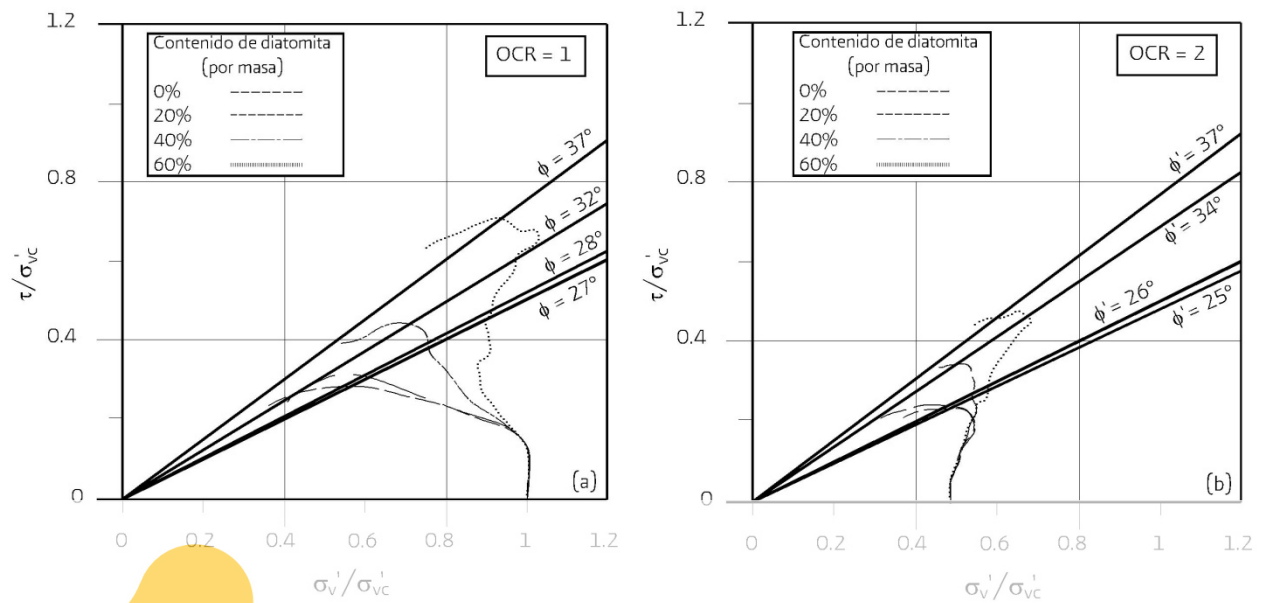 1.2
0.8
0.4
0
τ/σ'vc
Contenido de diatomita
(por masa)
0%
20%
40%
60%
OCR = 1
ϕ = 37°
ϕ = 32°
ϕ = 28°
ϕ = 27°
(a)
0 0.2 0.4 0.6 0.8 1 1.2
σv'/σvc'
1.2
0.8
0.4
0
τ/σ'vc
Contenido de diatomita
(por masa)
0%
20%
40%
60%
OCR = 2
ϕ' = 37°
ϕ' = 34°
ϕ' = 26°
ϕ' = 25°
(b)
0 0.2 0.4 0.6 0.8 1 1.2
σv'/σvc'